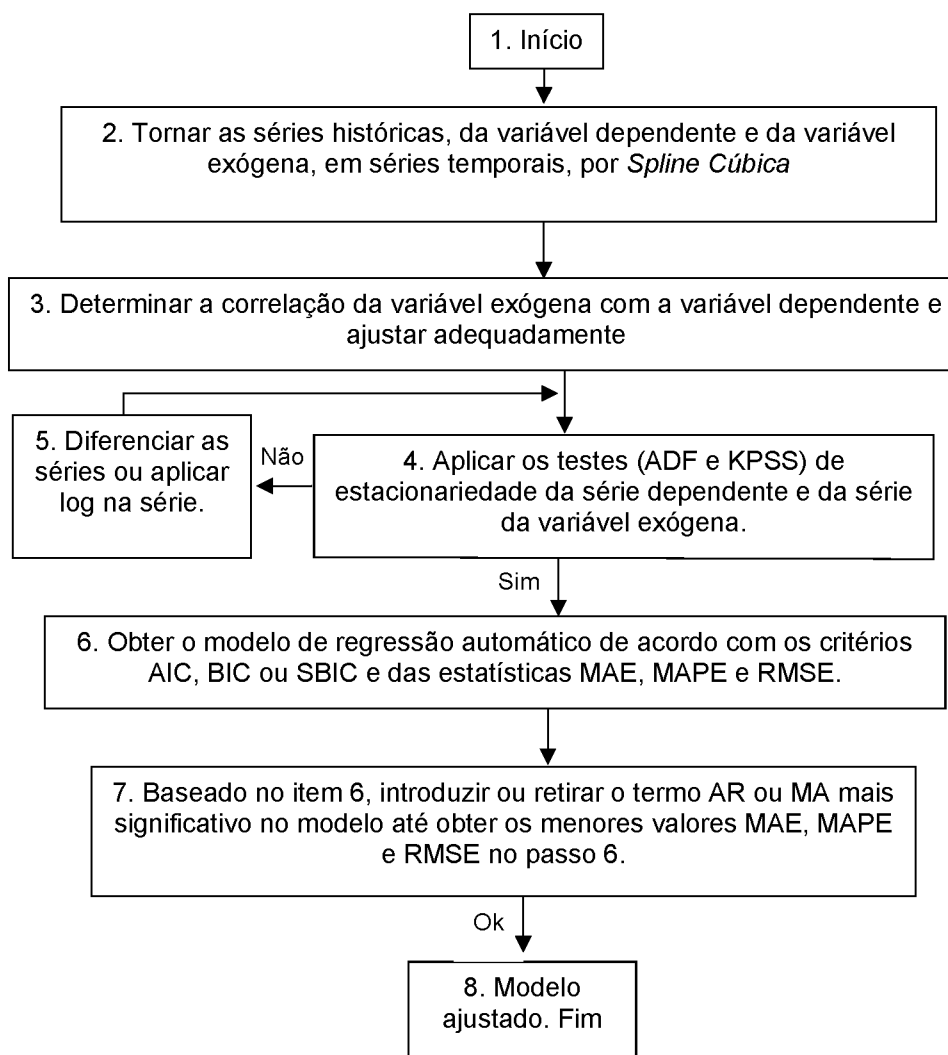 1. Início
2. Tornar as séries históricas, da variável dependente e da variável
exógena, em séries temporais, por Spline Cúbica
3. Determinar a correlação da variável exógena com a variável dependente e
ajustar adequadamente
5. Diferenciar as
séries ou aplicar
log na série.
Não
4. Aplicar os testes (ADF e KPSS) de
estacionariedade da série dependente e da série
da variável exógena.
Sim
6. Obter o modelo de regressão automático de acordo com os critérios
AIC, BIC ou SBIC e das estatísticas MAE, MAPE e RMSE.
7. Baseado no item 6, introduzir ou retirar o termo AR ou MA mais
significativo no modelo até obter os menores valores MAE, MAPE
e RMSE no passo 6.
Ok
8. Modelo
ajustado. Fim